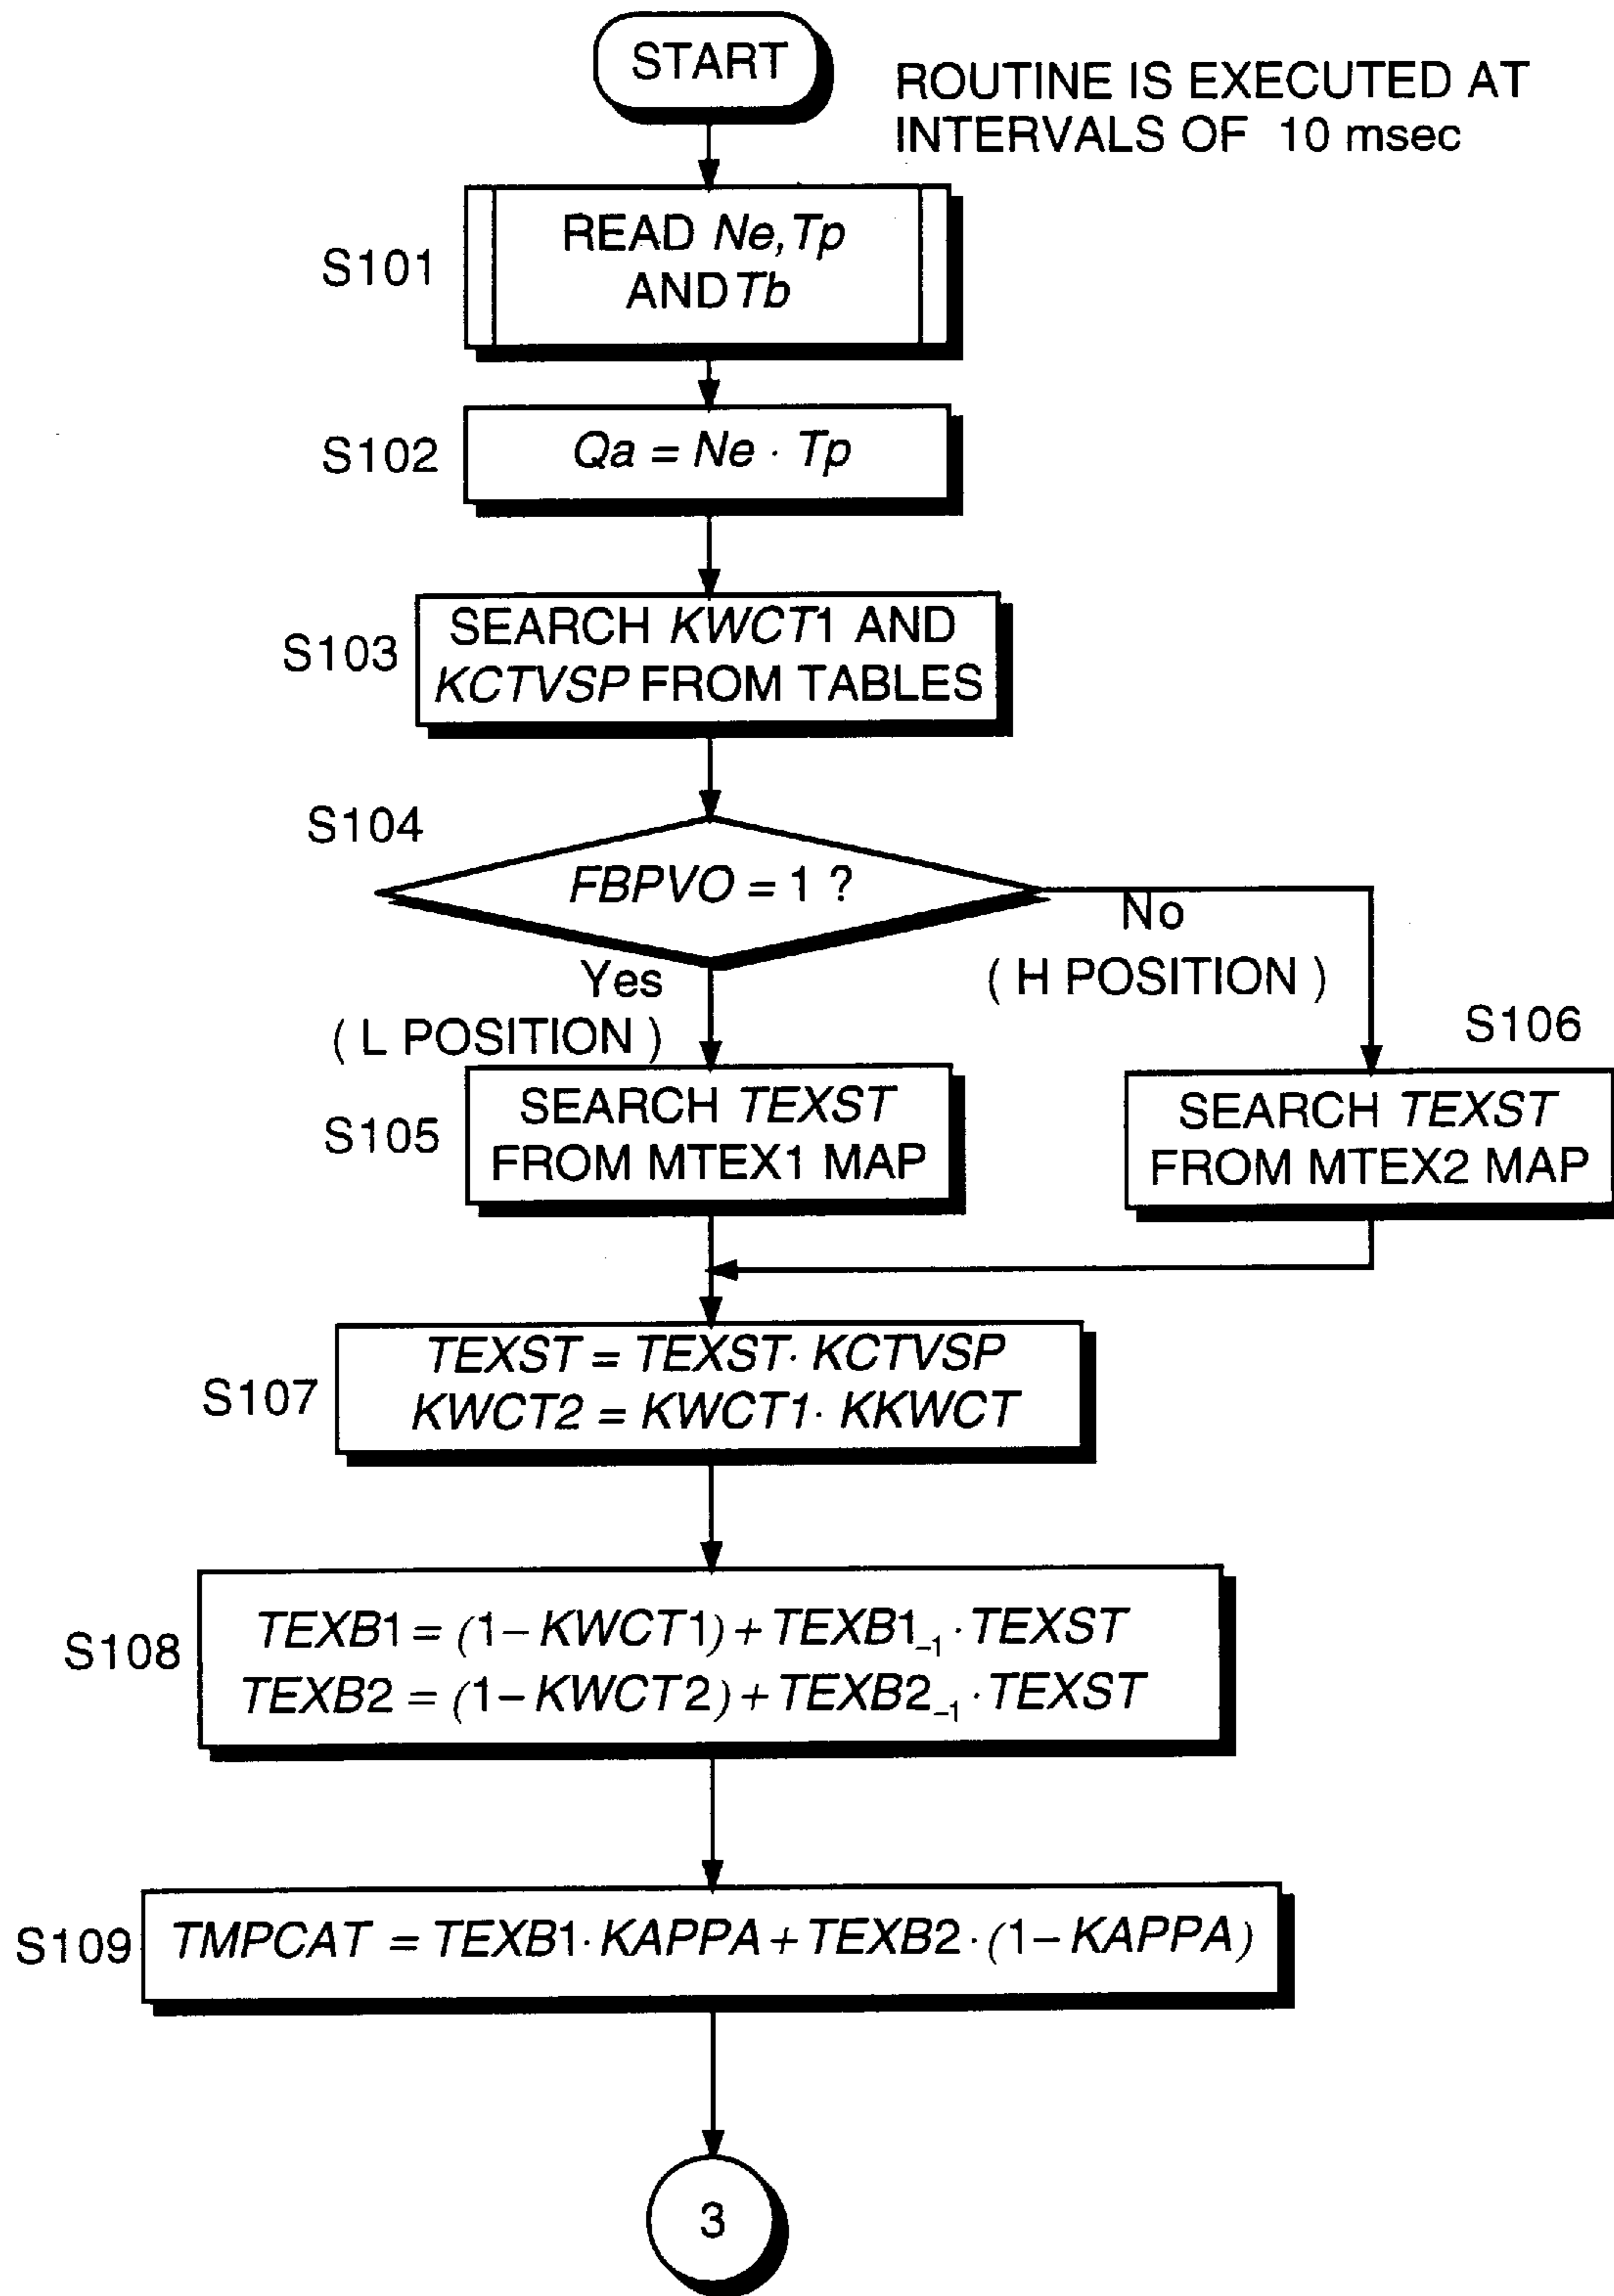 START
ROUTINE IS EXECUTED AT
INTERVALS OF 10 msec
S101
READ Ne,Tp
AND Tb
S102
Qa = Ne · Tp
S103
SEARCH KWCT1 AND
KCTVSP FROM TABLES
S104
FBPVO = 1 ?
No
( H POSITION )
Yes
( L POSITION )
S105
SEARCH TEXST
FROM MTEX1 MAP
S106
SEARCH TEXST
FROM MTEX2 MAP
S107
TEXST = TEXST · KCTVSP
KWCT2 = KWCT1 · KKWCT
S108
TEXB1 = (1 − KWCT1) + TEXB1₋₁ · TEXST
TEXB2 = (1 − KWCT2) + TEXB2₋₁ · TEXST
S109
TMPCAT = TEXB1 · KAPPA + TEXB2 · (1 − KAPPA)
3